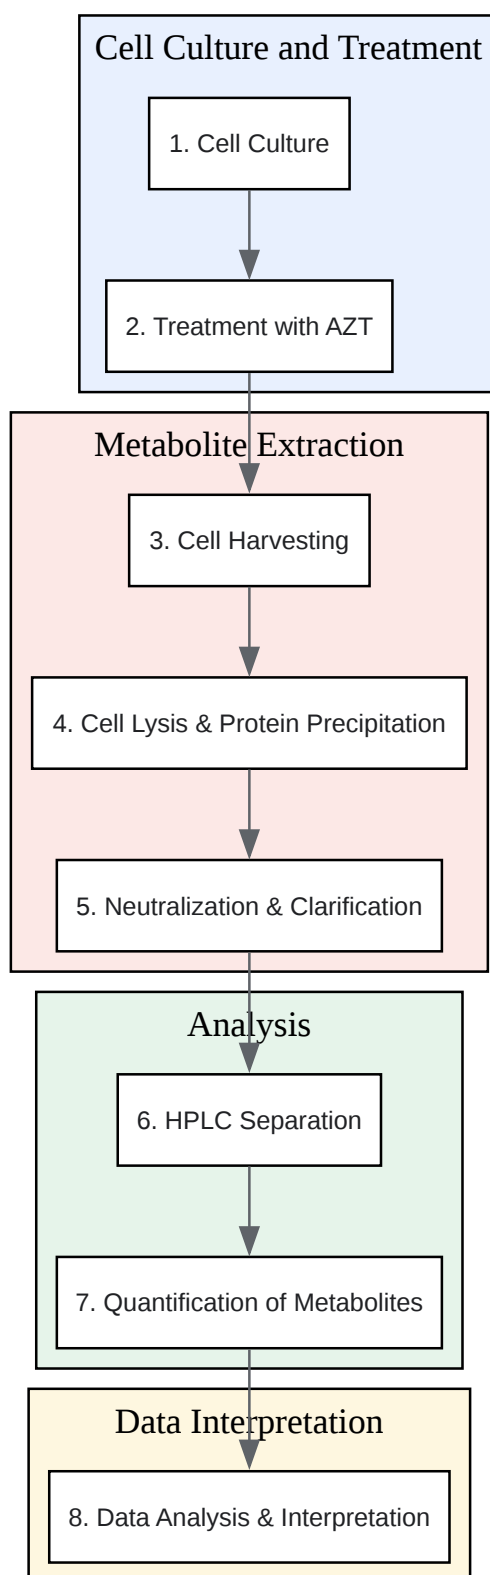 Cell Culture and Treatment
1. Cell Culture
2. Treatment with AZT
Metabolite Extraction
3. Cell Harvesting
4. Cell Lysis & Protein Precipitation
5. Neutralization & Clarification
Analysis
6. HPLC Separation
7. Quantification of Metabolites
Data Interpretation
8. Data Analysis & Interpretation